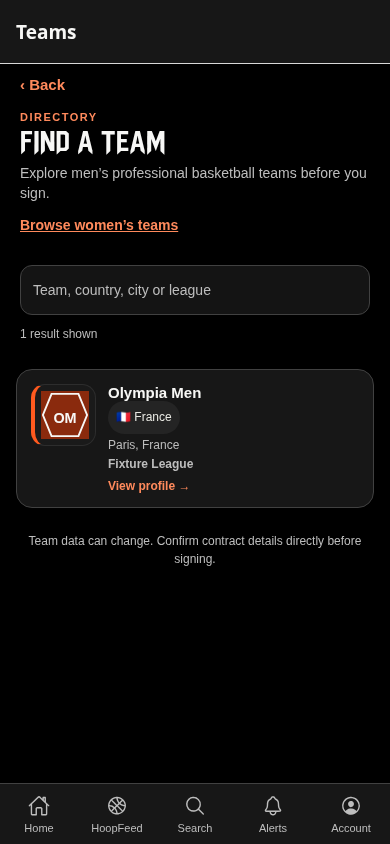 Teams
‹ Back
DIRECTORY
FIND A TEAM
Explore men’s professional basketball teams before you
sign.
Browse women’s teams
Team, country, city or league
1 result shown
OM
Olympia Men
🇫🇷 France
Paris, France
Fixture League
View profile →
Team data can change. Confirm contract details directly before
signing.
Home HoopFeed Search Alerts Account